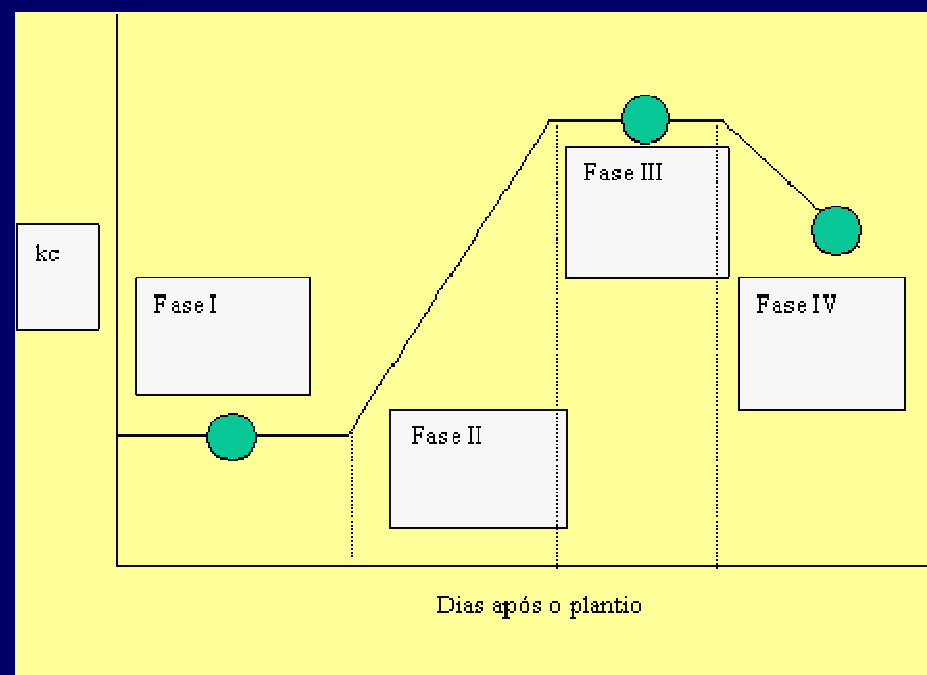 Fase III
kc
Fase I
Fase IV
Fase II
Dias após o plantio